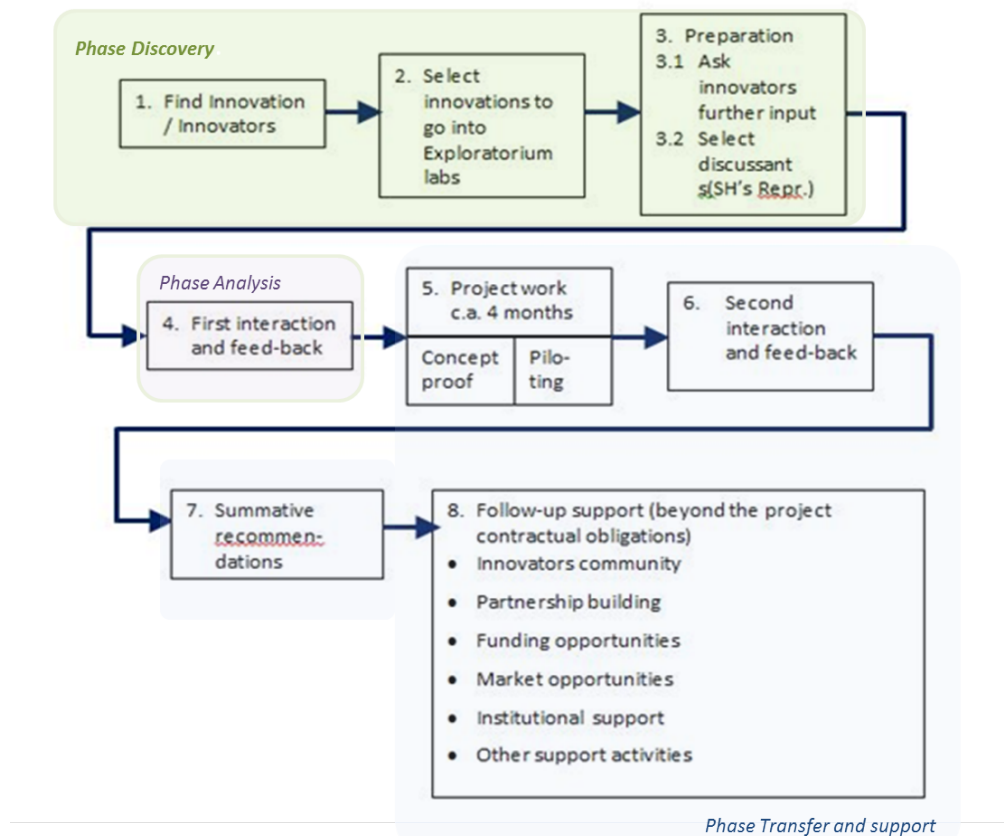 Phase Discovery
1. Find Innovation
/ Innovators
2. Select
innovations to
go into
Exploratorium
labs
3. Preparation
3.1 Ask
innovators
further input
3.2 Select
discussant
s(SH's Repr.)
Phase Analysis
4. First interaction
and feed-back
5. Project work
c.a. 4 months
Concept
proof
Pilo-
ting
6. Second
interaction
and feed-back
7. Summative
recommen-
dations
8. Follow-up support (beyond the project
contractual obligations)
• Innovators community
• Partnership building
• Funding opportunities
• Market opportunities
• Institutional support
• Other support activities
Phase Transfer and support